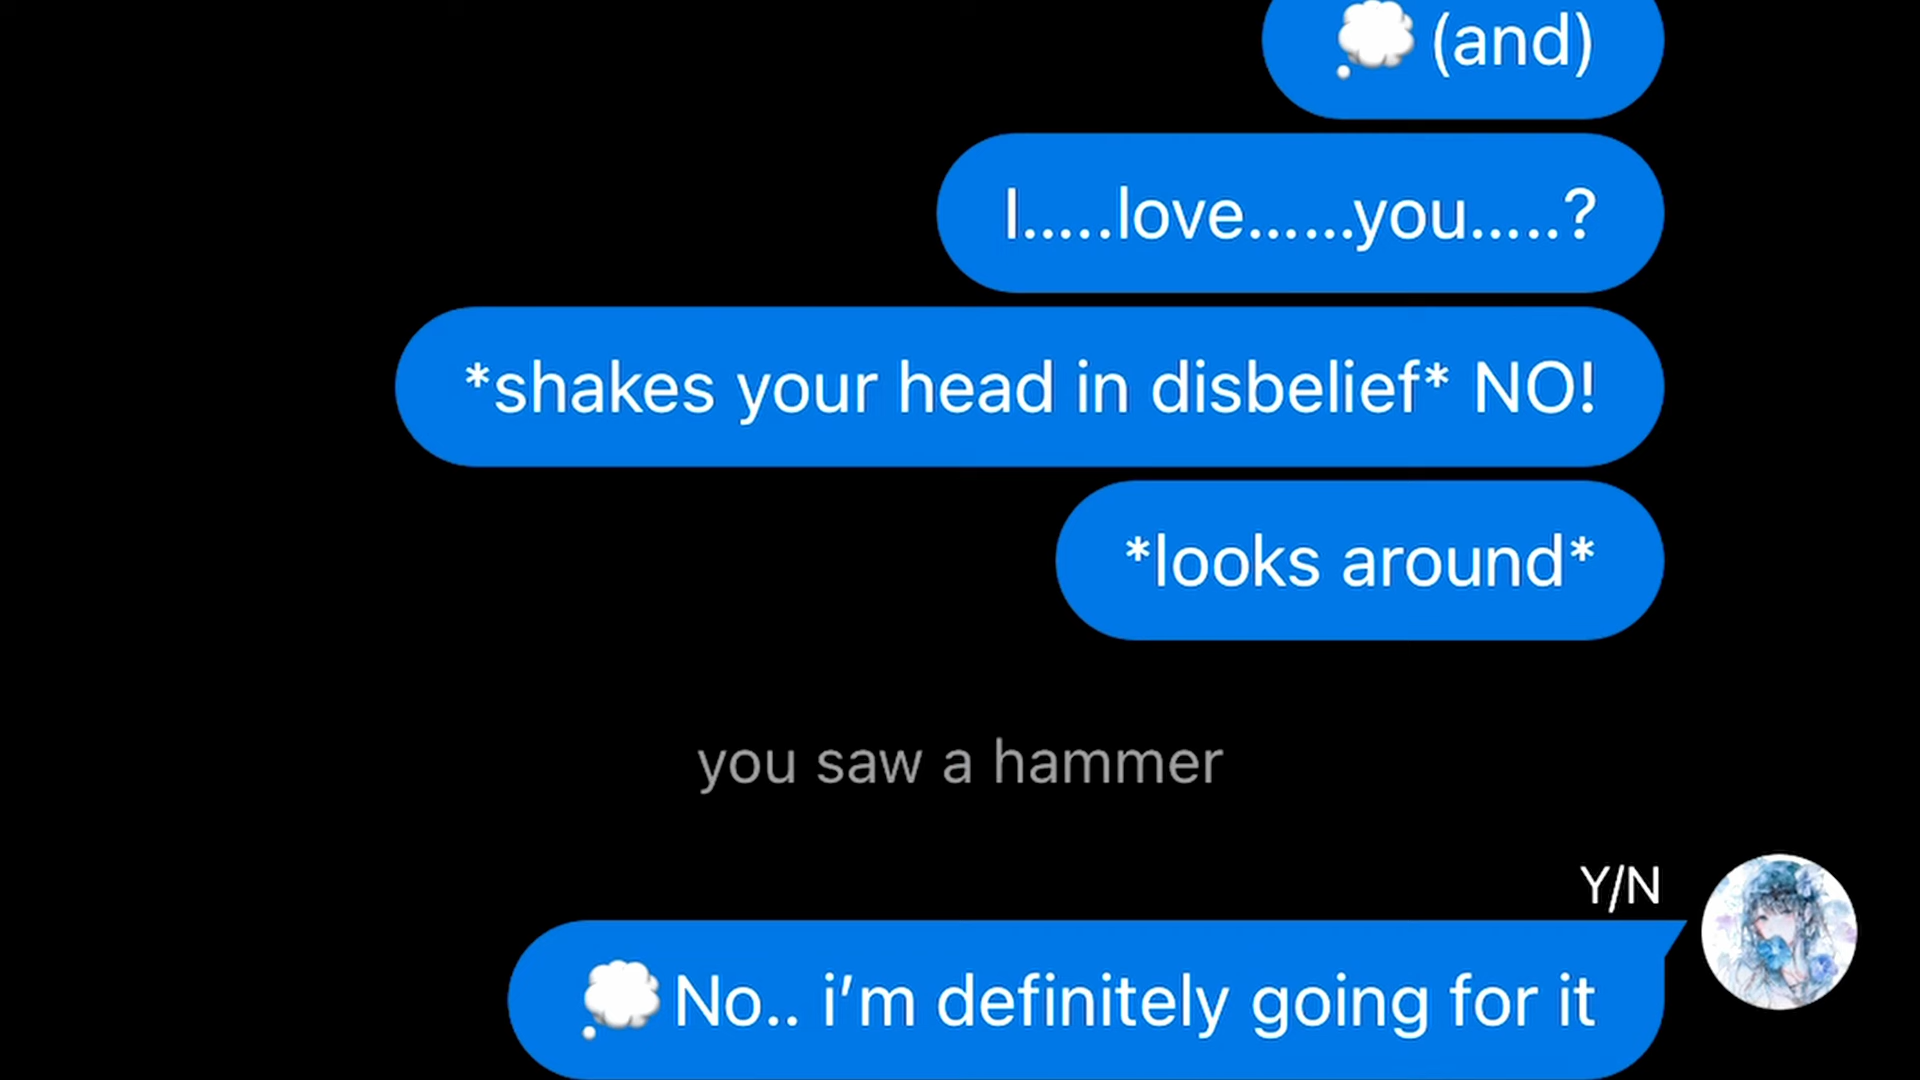 💭 (and)
I.....love......you.....?
*shakes your head in disbelief* NO!
*looks around*
you saw a hammer
Y/N
💭 No.. i’m definitely going for it